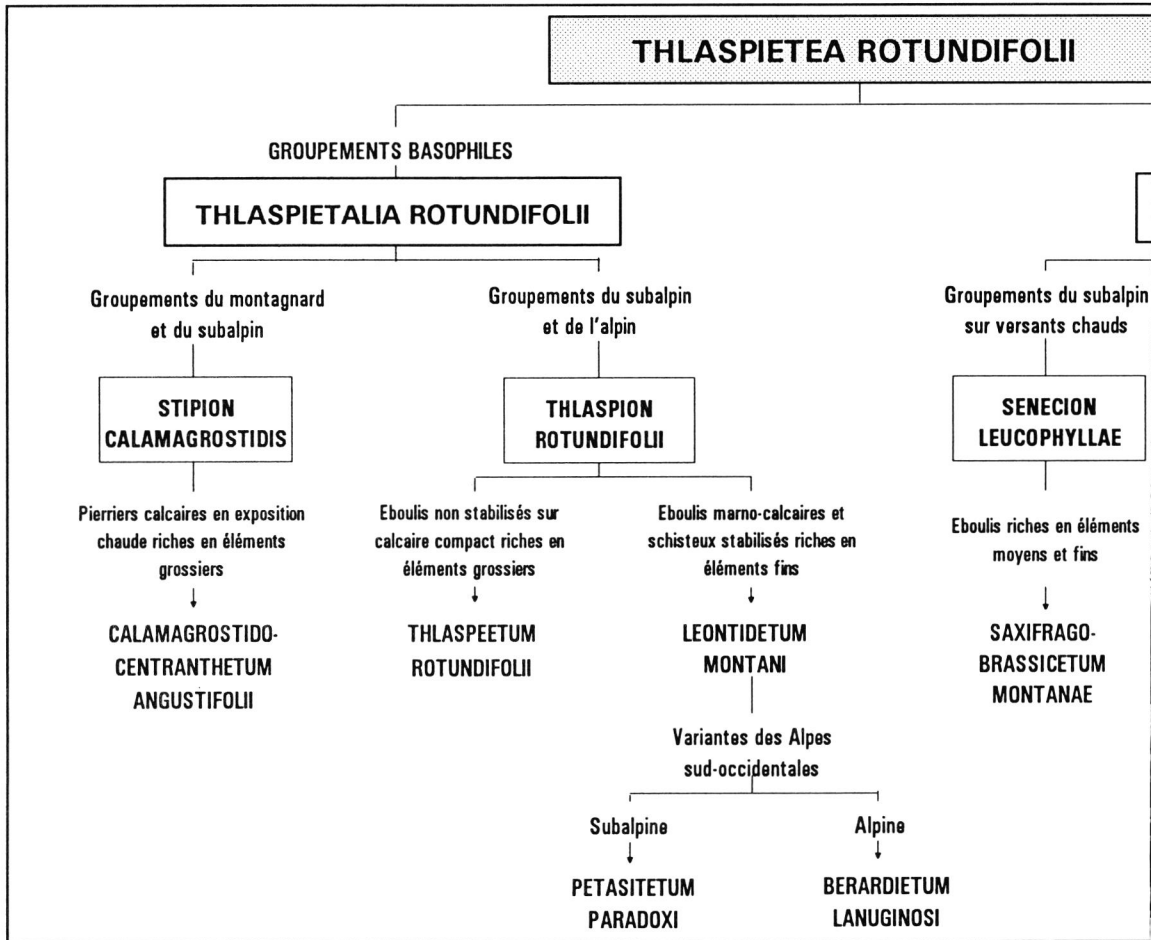 THLASPIETEA ROTUNDIFOLII
GROUPEMENTS BASOPHILES
THLASPIETALIA ROTUNDIFOLII
Groupements du montagnard
et du subalpin
STIPION
CALAMAGROSTIDIS
Pierriers calcaires en exposition
chaude riches en éléments
grossiers
CALAMAGROSTIDO-
CENTRANTHETUM
ANGUSTIFOLII
Groupements du subalpin
et de l'alpin
THLASPION
ROTUNDIFOLII
Eboulis non stabilisés sur
calcaire compact riches en
éléments grossiers
THLASPEETUM
ROTUNDIFOLII
Eboulis marno-calcaires et
schisteux stabilisés riches en
éléments fins
LEONTIDETUM
MONTANI
Variantes des Alpes
sud-occidentales
Subalpine
PETASITETUM
PARADOXI
Alpine
BERARDIETUM
LANUGINOSI
Groupements du subalpin
sur versants chauds
SENECION
LEUCOPHYLLAE
Eboulis riches en éléments
moyens et fins
SAXIFRAGO-
BRASSICETUM
MONTANAE